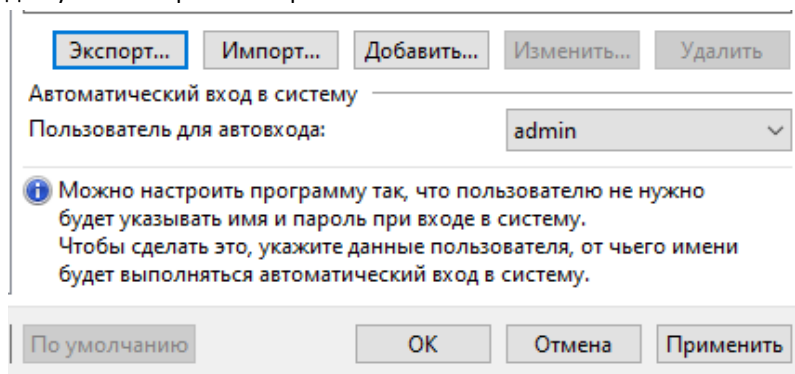 Экспорт... Импорт... Добавить... Изменить... Удалить
Автоматический вход в систему
Пользователь для автовхода: admin
Можно настроить программу так, что пользователю не нужно
будет указывать имя и пароль при входе в систему.
Чтобы сделать это, укажите данные пользователя, от чьего имени
будет выполняться автоматический вход в систему.
По умолчанию ОК Отмена Применить